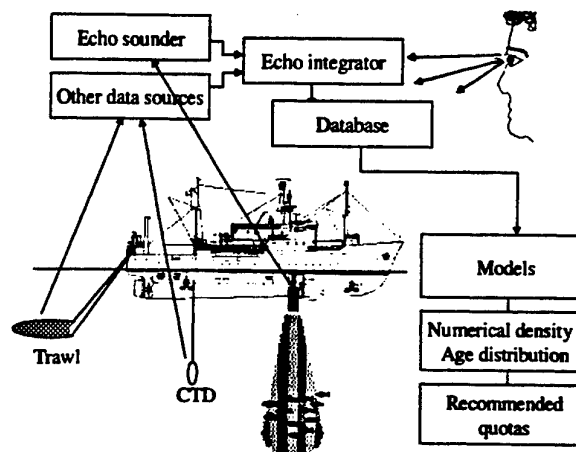 Echo sounder
Echo integrator
Other data sources
Database
Models
Numerical density
Age distribution
Trawl
CTD
Recommended
quotas